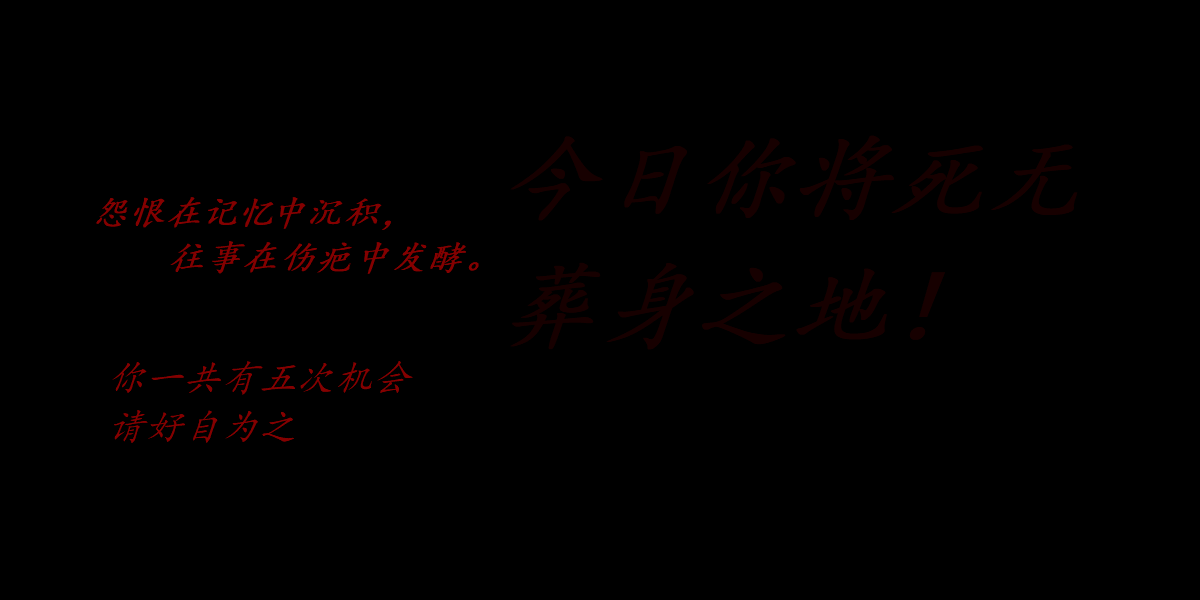 怨恨在记忆中沉积，
往事在伤疤中发酵。
你一共有五次机会
请好自为之
今日你将死无
葬身之地！